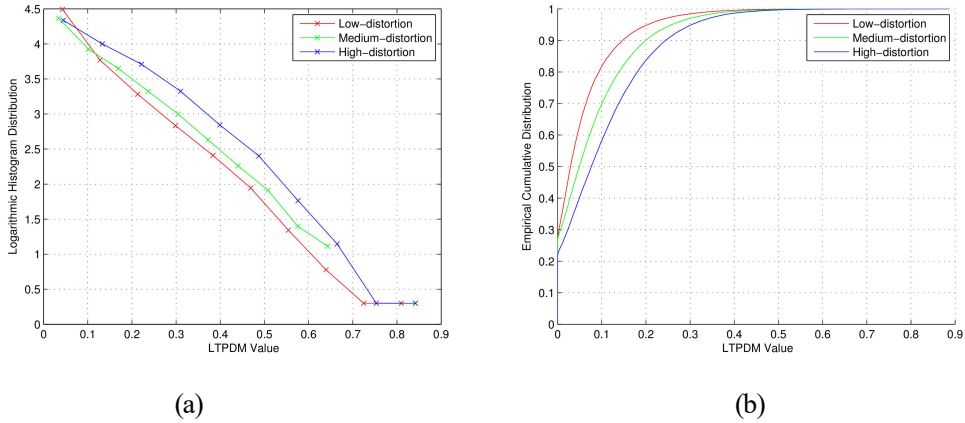 4.5
4
3.5
3
2.5
2
1.5
1
0.5
0
0 0.1 0.2 0.3 0.4 0.5 0.6 0.7 0.8 0.9
Logarithmic Histogram Distribution
LTPDM Value
Low-distortion
Medium-distortion
High-distortion
(a)
1
0.9
0.8
0.7
0.6
0.5
0.4
0.3
0.2
0.1
0
0 0.1 0.2 0.3 0.4 0.5 0.6 0.7 0.8 0.9
Empirical Cumulative Distribution
LTPDM Value
Low-distortion
Medium-distortion
High-distortion
(b)